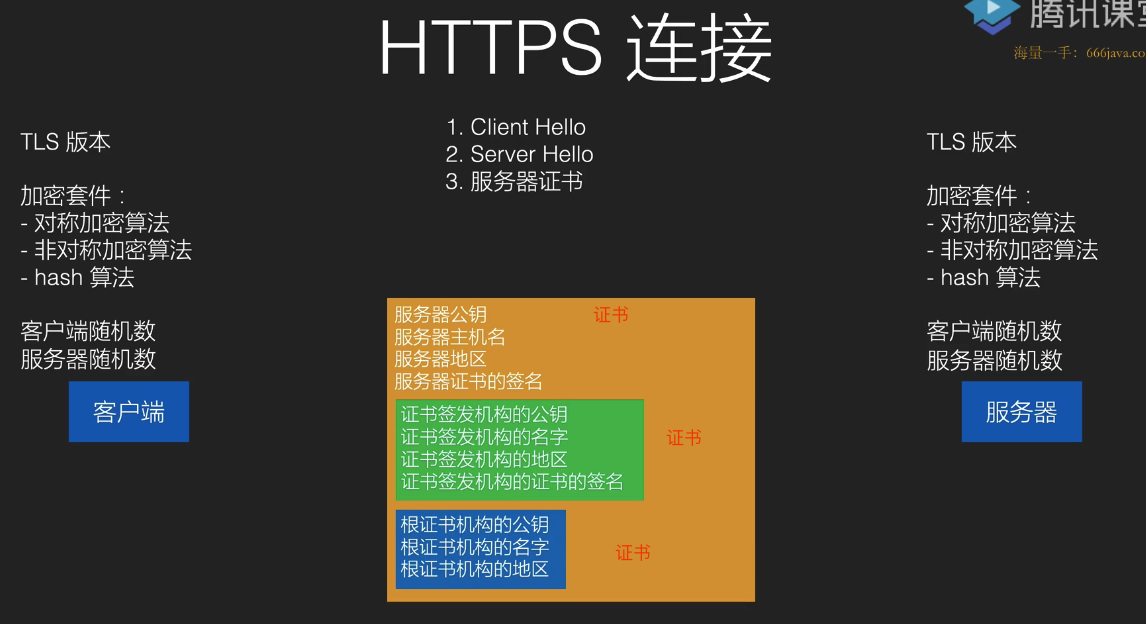 HTTPS 连接
腾讯课堂
海量一手：666java.co
1. Client Hello
2. Server Hello
3. 服务器证书
TLS 版本
加密套件：
- 对称加密算法
- 非对称加密算法
- hash 算法
客户端随机数
服务器随机数
客户端
服务器公钥
证书
服务器主机名
服务器地区
服务器证书的签名
证书签发机构的公钥
证书签发机构的名字
证书
证书签发机构的地区
证书签发机构的证书的签名
根证书机构的公钥
根证书机构的名字
证书
根证书机构的地区
TLS 版本
加密套件：
- 对称加密算法
- 非对称加密算法
- hash 算法
客户端随机数
服务器随机数
服务器